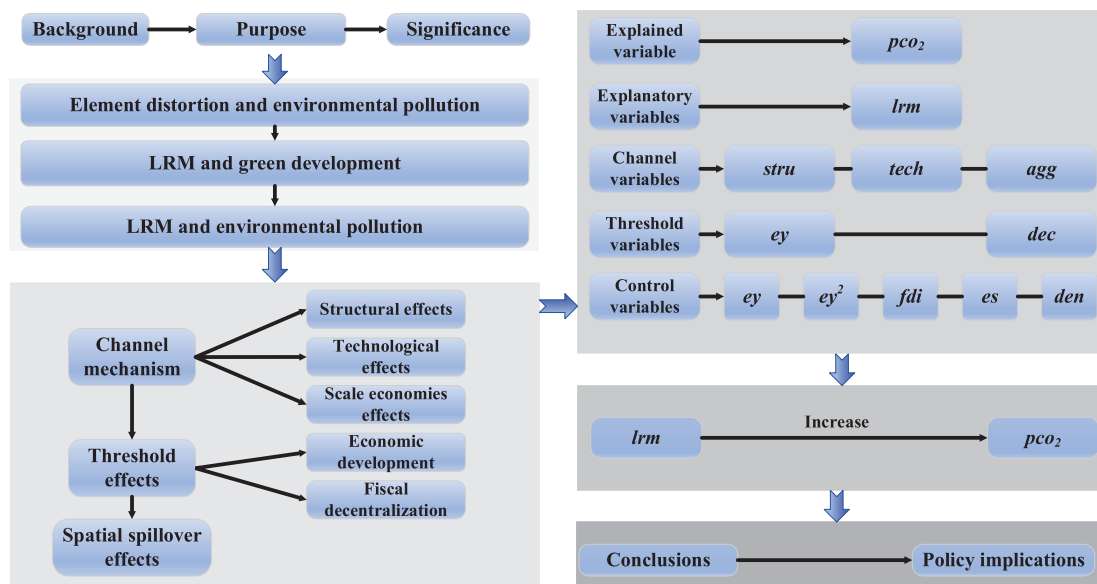 Background
Purpose
Significance
Element distortion and environmental pollution
LRM and green development
LRM and environmental pollution
Channel
mechanism
Structural effects
Technological
effects
Scale economies
effects
Threshold
effects
Economic
development
Fiscal
decentralization
Spatial spillover
effects
Explained
variable
pco₂
Explanatory
variables
lrm
Channel
variables
stru
tech
agg
Threshold
variables
ey
dec
Control
variables
ey
ey²
fdi
es
den
lrm
Increase
pco₂
Conclusions
Policy implications